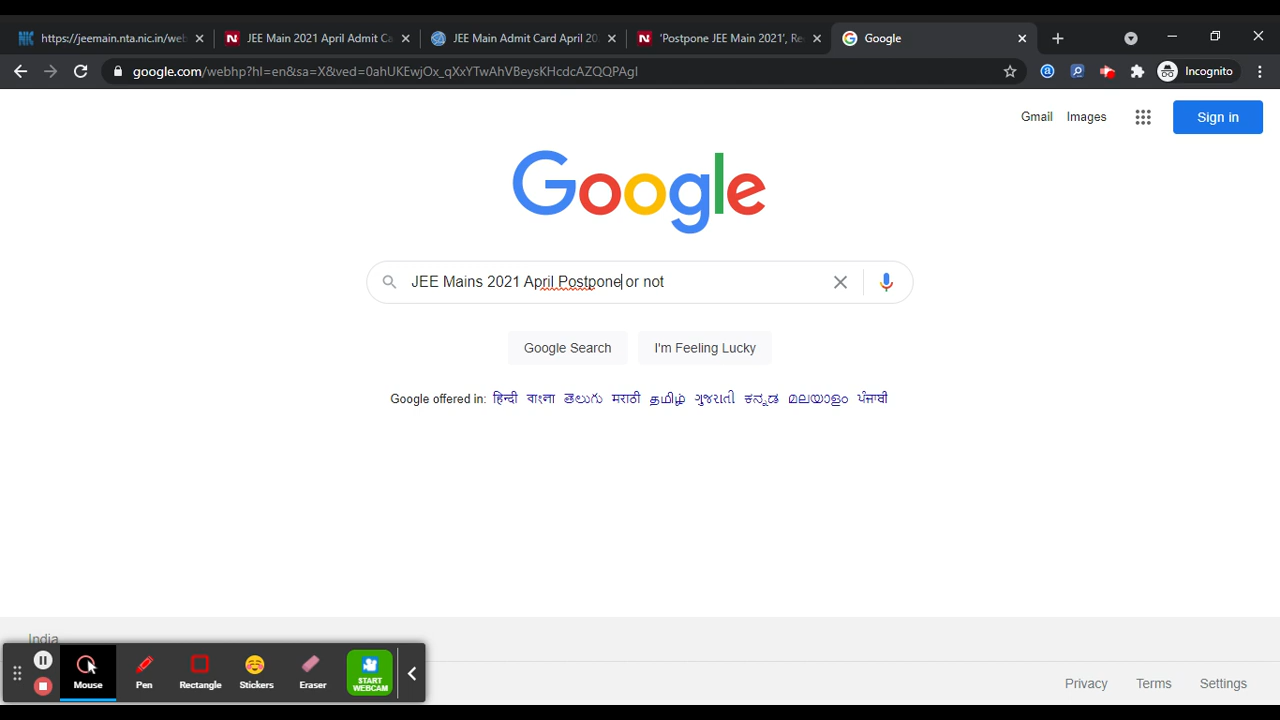 https://jeemain.nta.nic.in/web
JEE Main 2021 April Admit Ca
JEE Main Admit Card April 20
'Postpone JEE Main 2021', Re
Google
google.com/webhp?hl=en&sa=X&ved=0ahUKEwjOx_qXxYTwAhVBeysKHcdcAZQQPAgI
Incognito
Gmail Images Sign in
Google
JEE Mains 2021 April Postpone or not
Google Search I'm Feeling Lucky
Google offered in: हिन्दी বাংলা తెలుగు मराठी தமிழ் ગુજરાતી ಕನ್ನಡ മലയാളം ਪੰਜਾਬੀ
India
Mouse Pen Rectangle Stickers Eraser START WEBCAM
Privacy Terms Settings